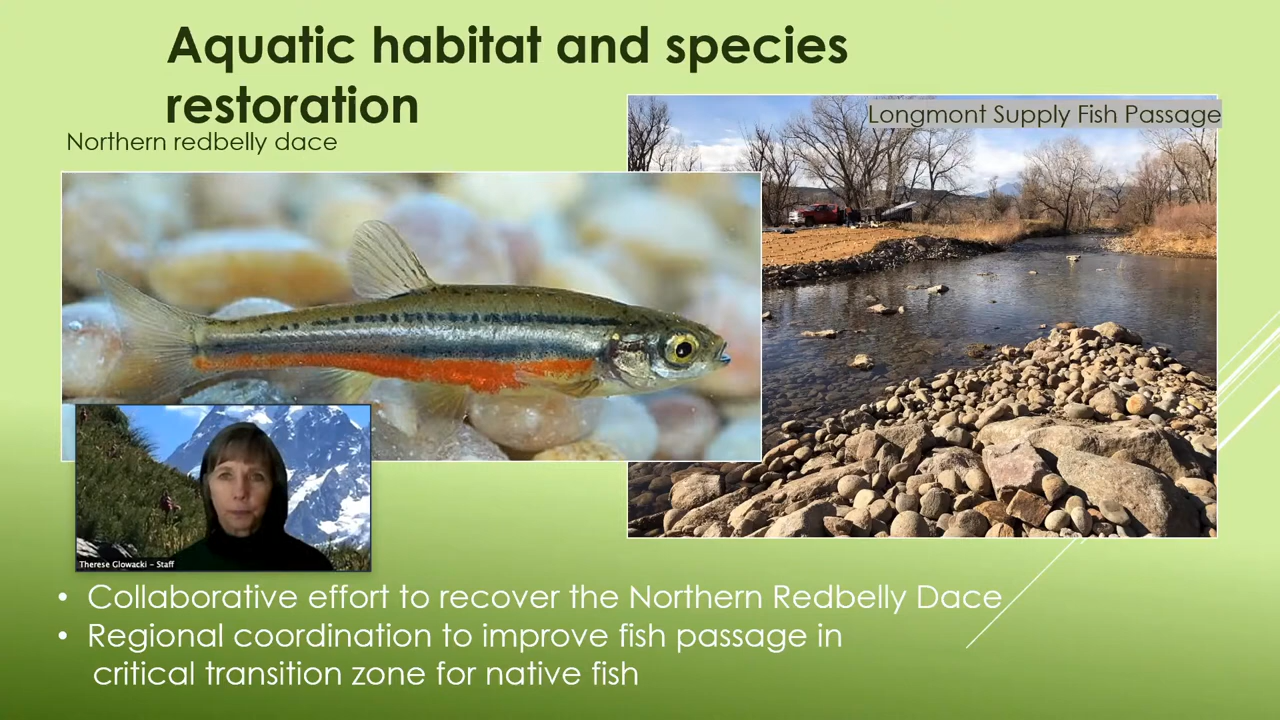 Aquatic habitat and species
restoration
Northern redbelly dace
Longmont Supply Fish Passage
Therese Glowacki - Staff
• Collaborative effort to recover the Northern Redbelly Dace
• Regional coordination to improve fish passage in
critical transition zone for native fish